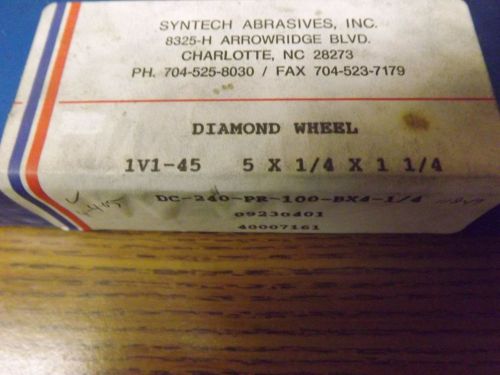 SYNTECH ABRASIVES, INC.
8325-H ARROWRIDGE BLVD.
CHARLOTTE, NC 28273
PH. 704-525-8030 / FAX 704-523-7179
DIAMOND WHEEL
1V1-45 5 X 1/4 X 1 1/4
DC-240-PR-100-BX4-1/4
09230401
40007161